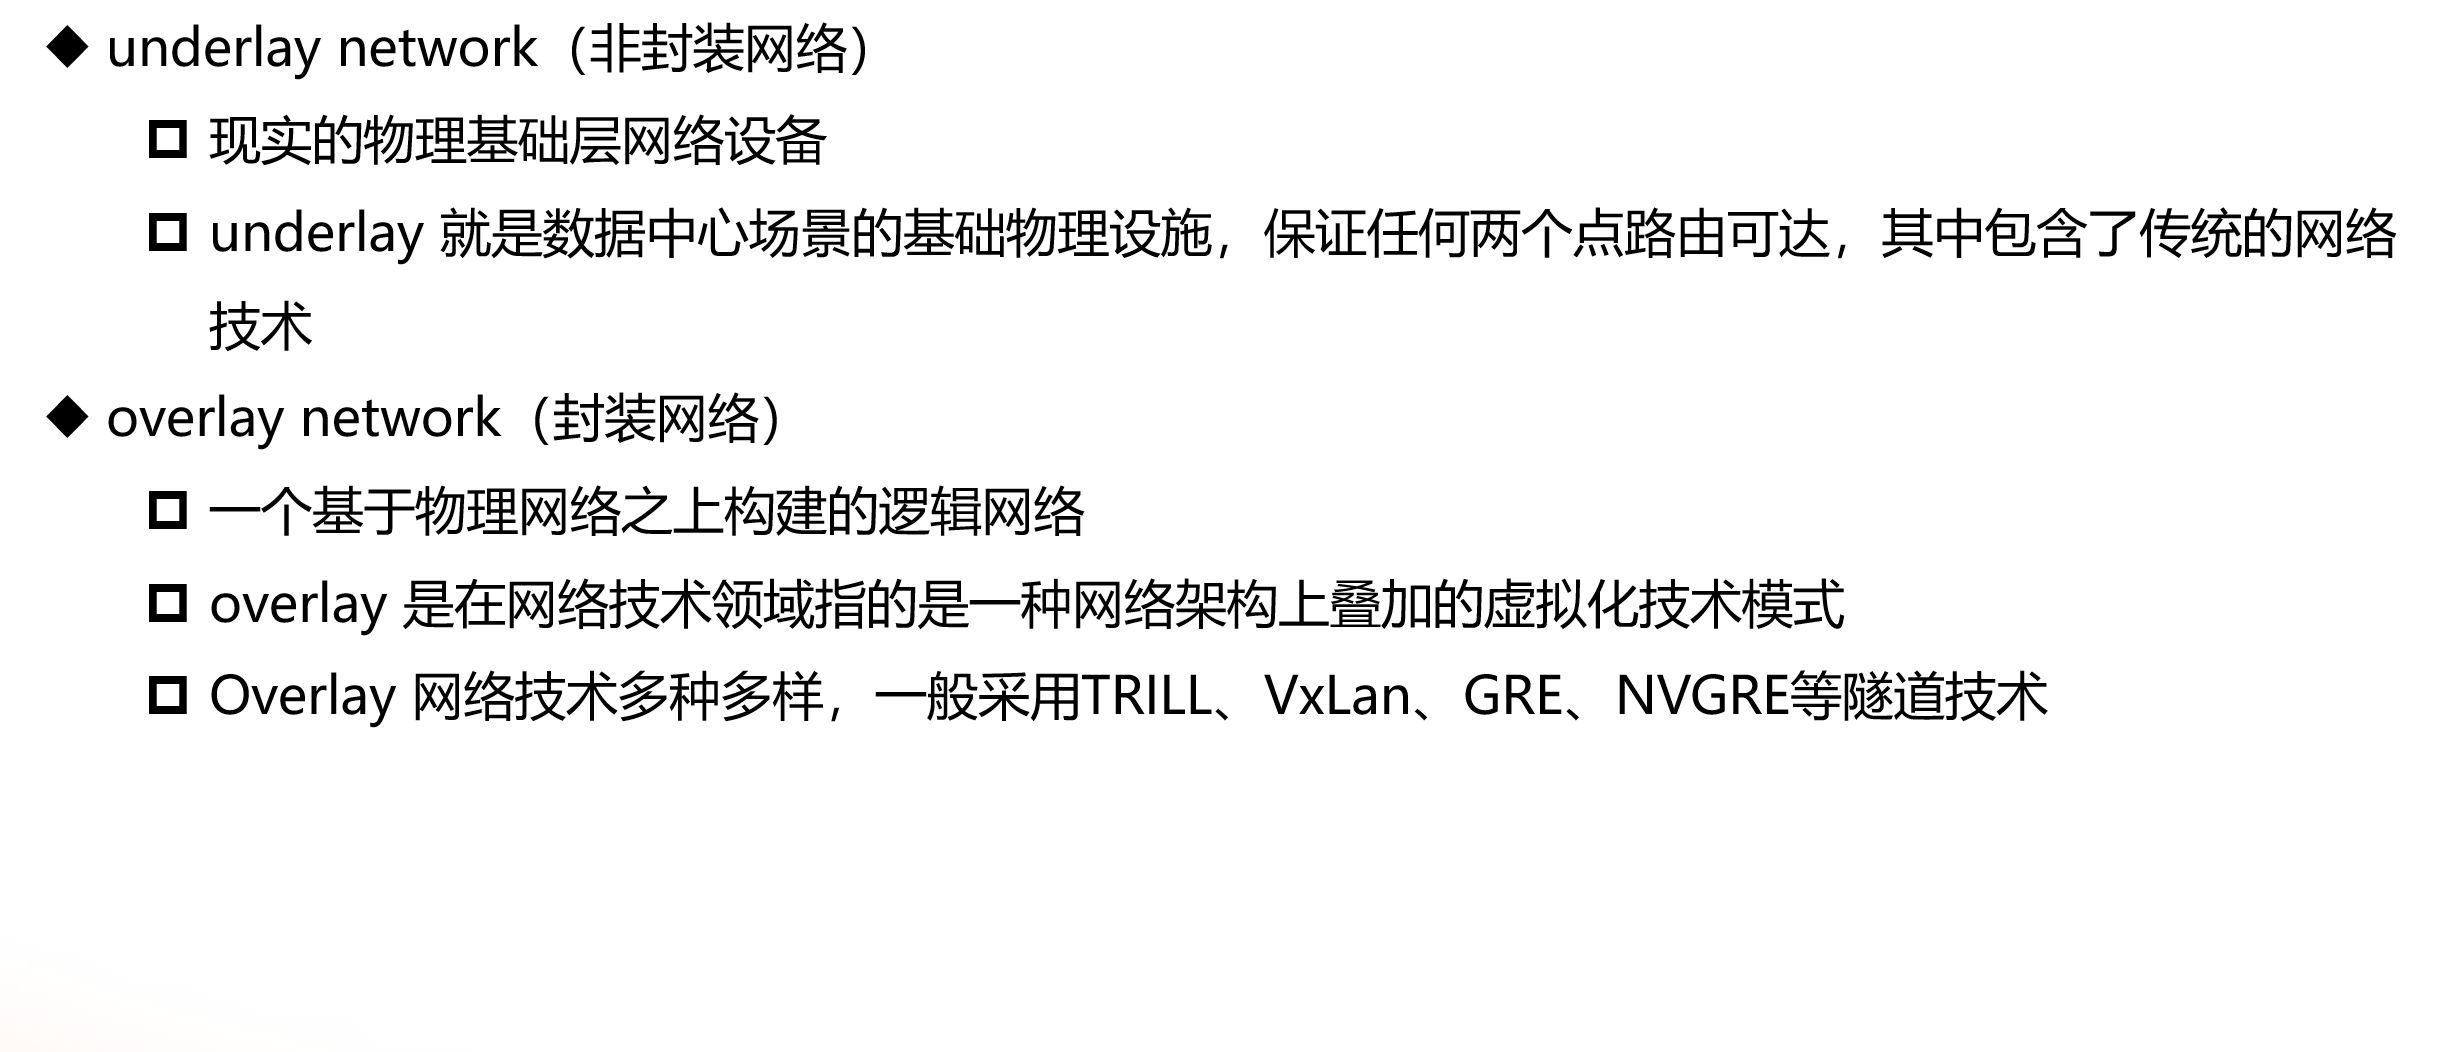 ◆ underlay network（非封装网络）
现实的物理基础层网络设备
underlay 就是数据中心场景的基础物理设施，保证任何两个点路由可达，其中包含了传统的网络
技术
◆ overlay network（封装网络）
一个基于物理网络之上构建的逻辑网络
overlay 是在网络技术领域指的是一种网络架构上叠加的虚拟化技术模式
Overlay 网络技术多种多样，一般采用TRILL、VxLan、GRE、NVGRE等隧道技术